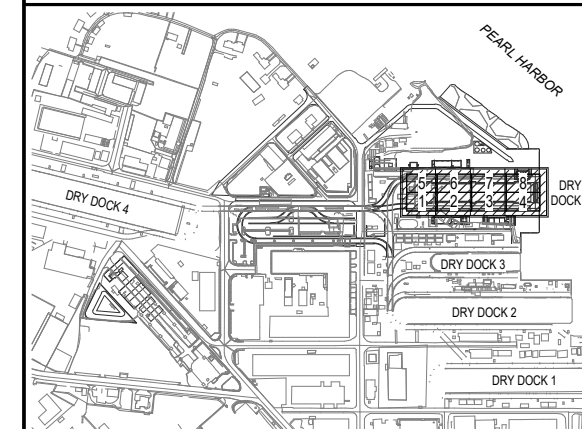 PEARL HARBOR
5 6 7 8
1 2 3 4
DRY
DOCK
DRY DOCK 4
DRY DOCK 3
DRY DOCK 2
DRY DOCK 1